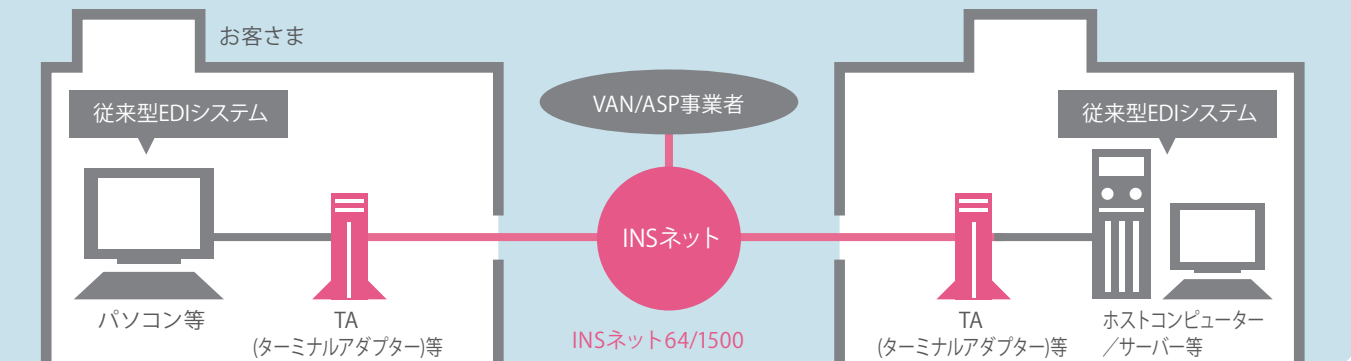 お客さま
従来型EDIシステム
VAN/ASP事業者
従来型EDIシステム
INSネット
パソコン等
TA
(ターミナルアダプター)等
INSネット64/1500
TA
(ターミナルアダプター)等
ホストコンピューター
／サーバー等